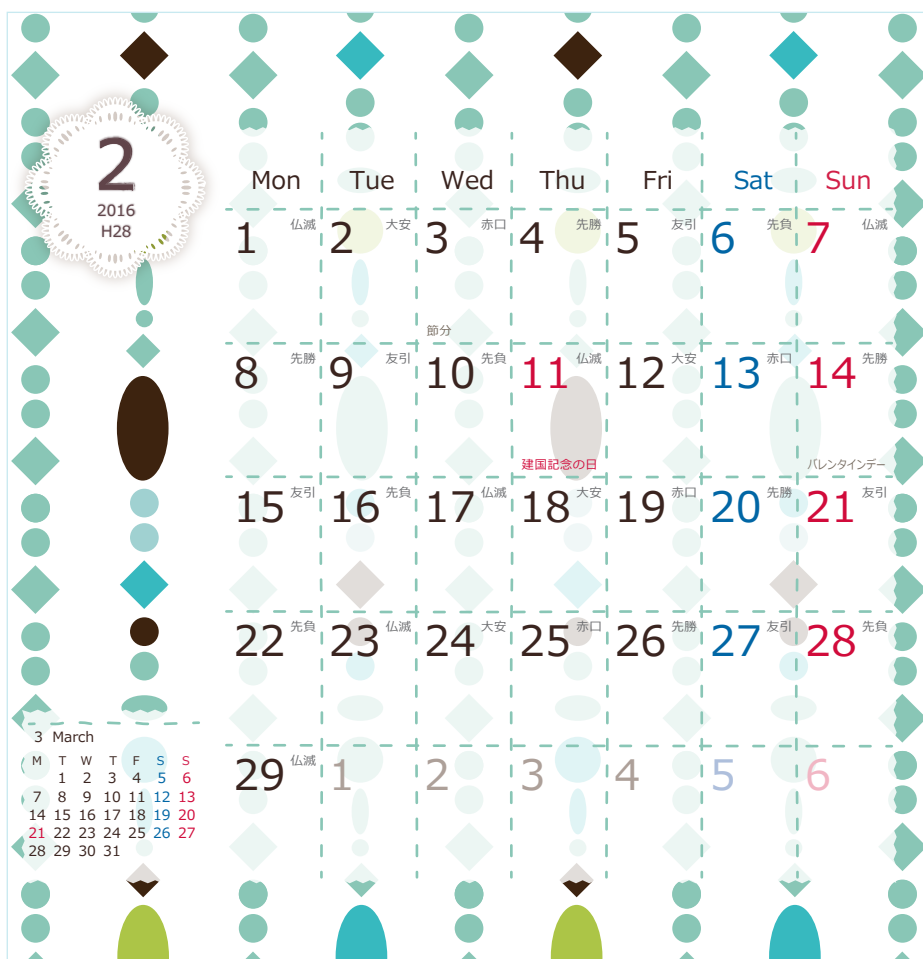 2
2016
H28
Mon Tue Wed Thu Fri Sat Sun
1 仏滅 2 大安 3 赤口 4 先勝 5 友引 6 先負 7 仏滅
節分
8 先勝 9 友引 10 先負 11 仏滅 12 大安 13 赤口 14 先勝
建国記念の日 バレンタインデー
15 友引 16 先負 17 仏滅 18 大安 19 赤口 20 先勝 21 友引
22 先負 23 仏滅 24 大安 25 赤口 26 先勝 27 友引 28 先負
29 仏滅 1 2 3 4 5 6
3 March
M T W T F S S
1 2 3 4 5 6
7 8 9 10 11 12 13
14 15 16 17 18 19 20
21 22 23 24 25 26 27
28 29 30 31